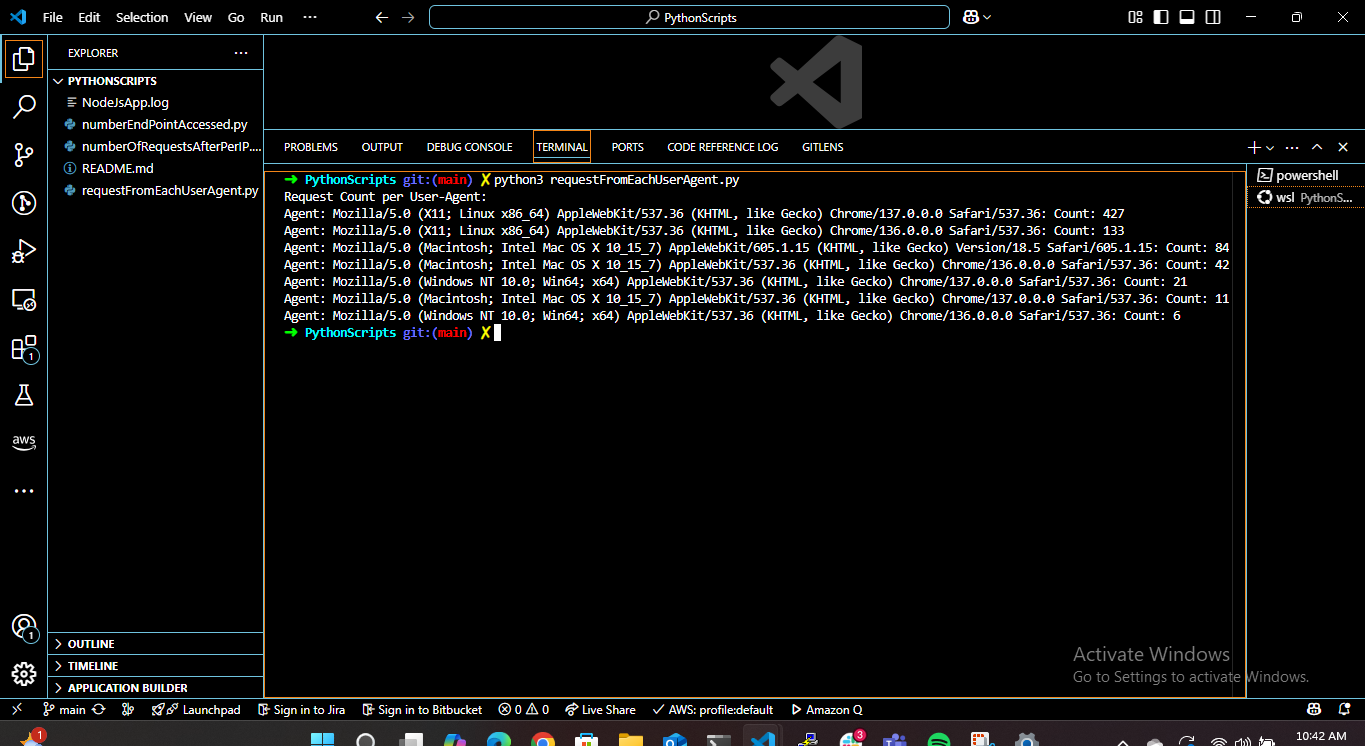 File Edit Selection View Go Run ···
PythonScripts
EXPLORER ···
PYTHONSCRIPTS
NodeJsApp.log
numberEndPointAccessed.py
numberOfRequestsAfterPerIP....
README.md
requestFromEachUserAgent.py
1
aws
1
OUTLINE
TIMELINE
APPLICATION BUILDER
PROBLEMS OUTPUT DEBUG CONSOLE TERMINAL PORTS CODE REFERENCE LOG GITLENS
➜ PythonScripts git:(main) ✗ python3 requestFromEachUserAgent.py
Request Count per User-Agent:
Agent: Mozilla/5.0 (X11; Linux x86_64) AppleWebKit/537.36 (KHTML, like Gecko) Chrome/137.0.0.0 Safari/537.36: Count: 427
Agent: Mozilla/5.0 (X11; Linux x86_64) AppleWebKit/537.36 (KHTML, like Gecko) Chrome/136.0.0.0 Safari/537.36: Count: 133
Agent: Mozilla/5.0 (Macintosh; Intel Mac OS X 10_15_7) AppleWebKit/605.1.15 (KHTML, like Gecko) Version/18.5 Safari/605.1.15: Count: 84
Agent: Mozilla/5.0 (Macintosh; Intel Mac OS X 10_15_7) AppleWebKit/537.36 (KHTML, like Gecko) Chrome/136.0.0.0 Safari/537.36: Count: 42
Agent: Mozilla/5.0 (Windows NT 10.0; Win64; x64) AppleWebKit/537.36 (KHTML, like Gecko) Chrome/137.0.0.0 Safari/537.36: Count: 21
Agent: Mozilla/5.0 (Macintosh; Intel Mac OS X 10_15_7) AppleWebKit/537.36 (KHTML, like Gecko) Chrome/137.0.0.0 Safari/537.36: Count: 11
Agent: Mozilla/5.0 (Windows NT 10.0; Win64; x64) AppleWebKit/537.36 (KHTML, like Gecko) Chrome/136.0.0.0 Safari/537.36: Count: 6
➜ PythonScripts git:(main) ✗
powershell
wsl PythonS...
Activate Windows
Go to Settings to activate Windows.
main Launchpad Sign in to Jira Sign in to Bitbucket 0 0 Live Share AWS: profile:default Amazon Q
1
3
10:42 AM